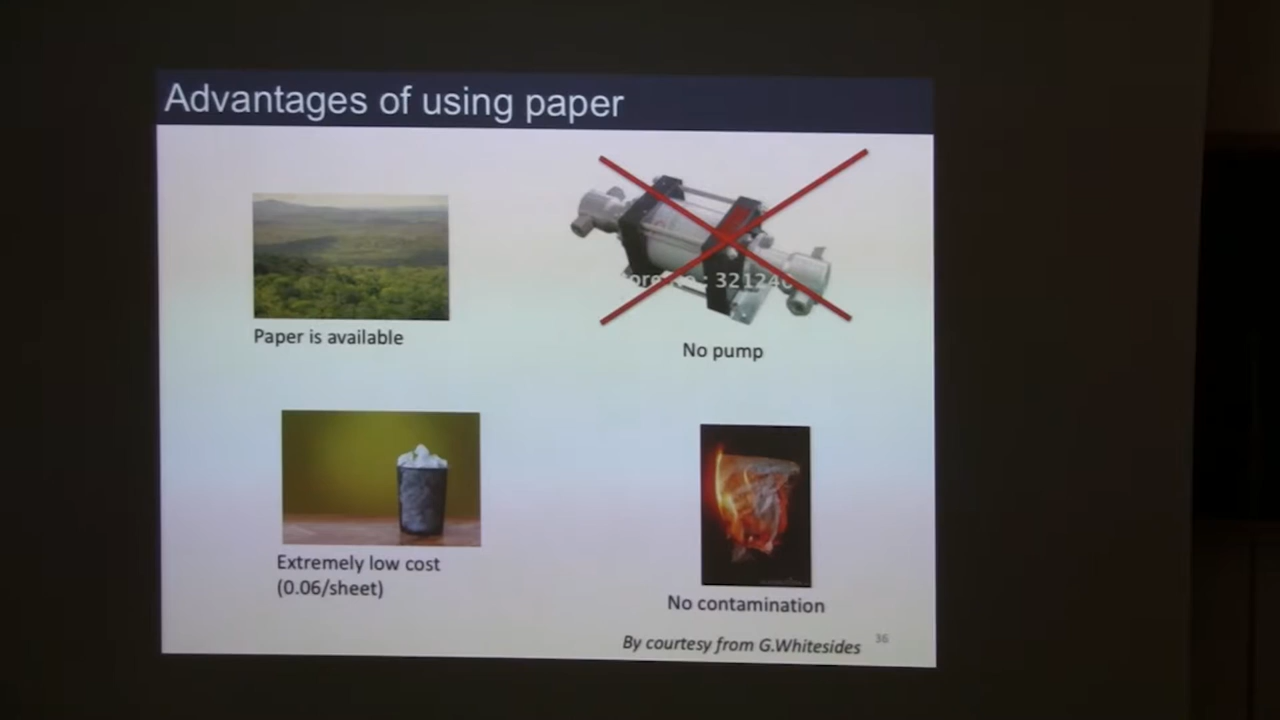 Advantages of using paper
: 32124
Paper is available
No pump
Extremely low cost
(0.06/sheet)
No contamination
By courtesy from G.Whitesides
36